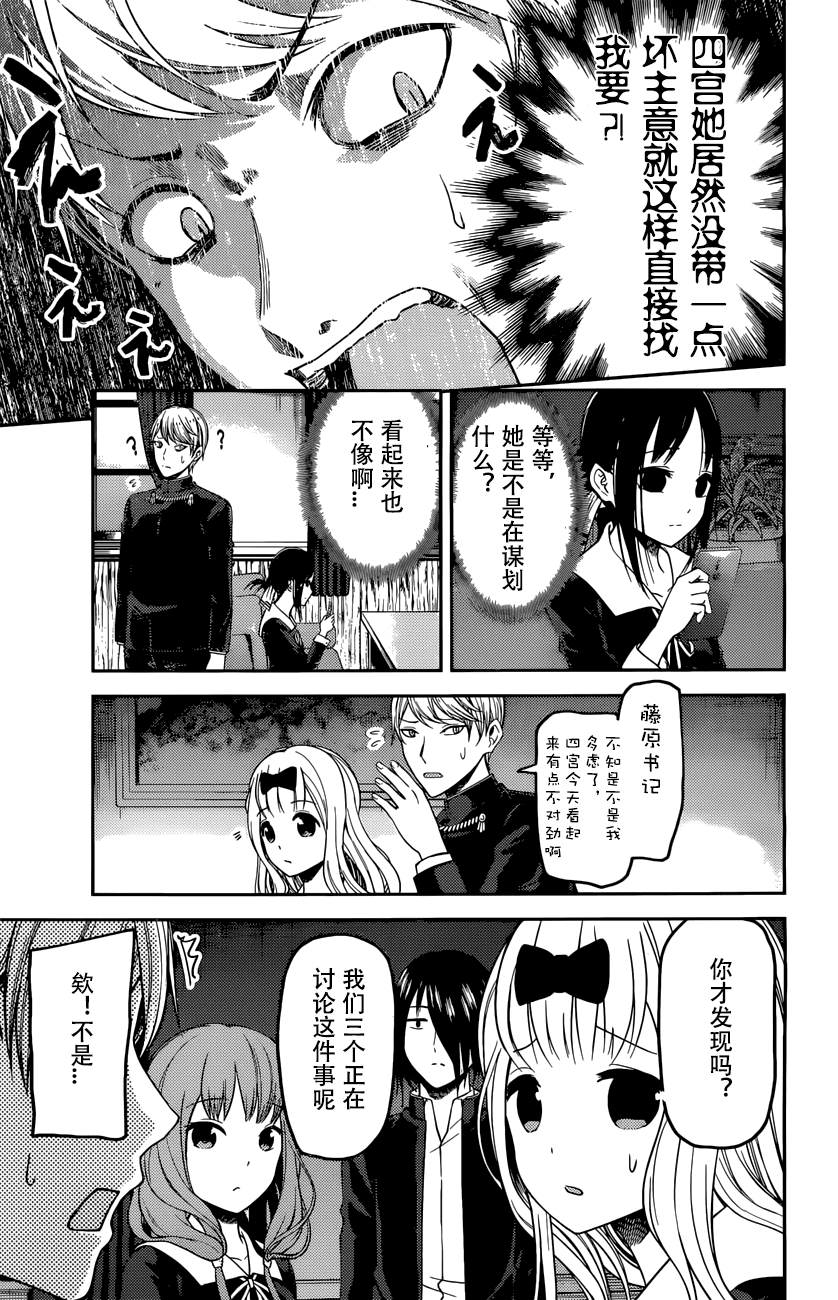 四宫她居然没带一点
坏主意就这样直接找
我要?!
えええ
ええ
等等，
她是不是在谋划
什么？
看起来也
不像啊…
?
?
藤原书记
不知是不是我
多虑了，
四宫今天看起
来有点不对劲啊
你才发现吗？
我们三个正在
讨论这件事呢
欸！不是…